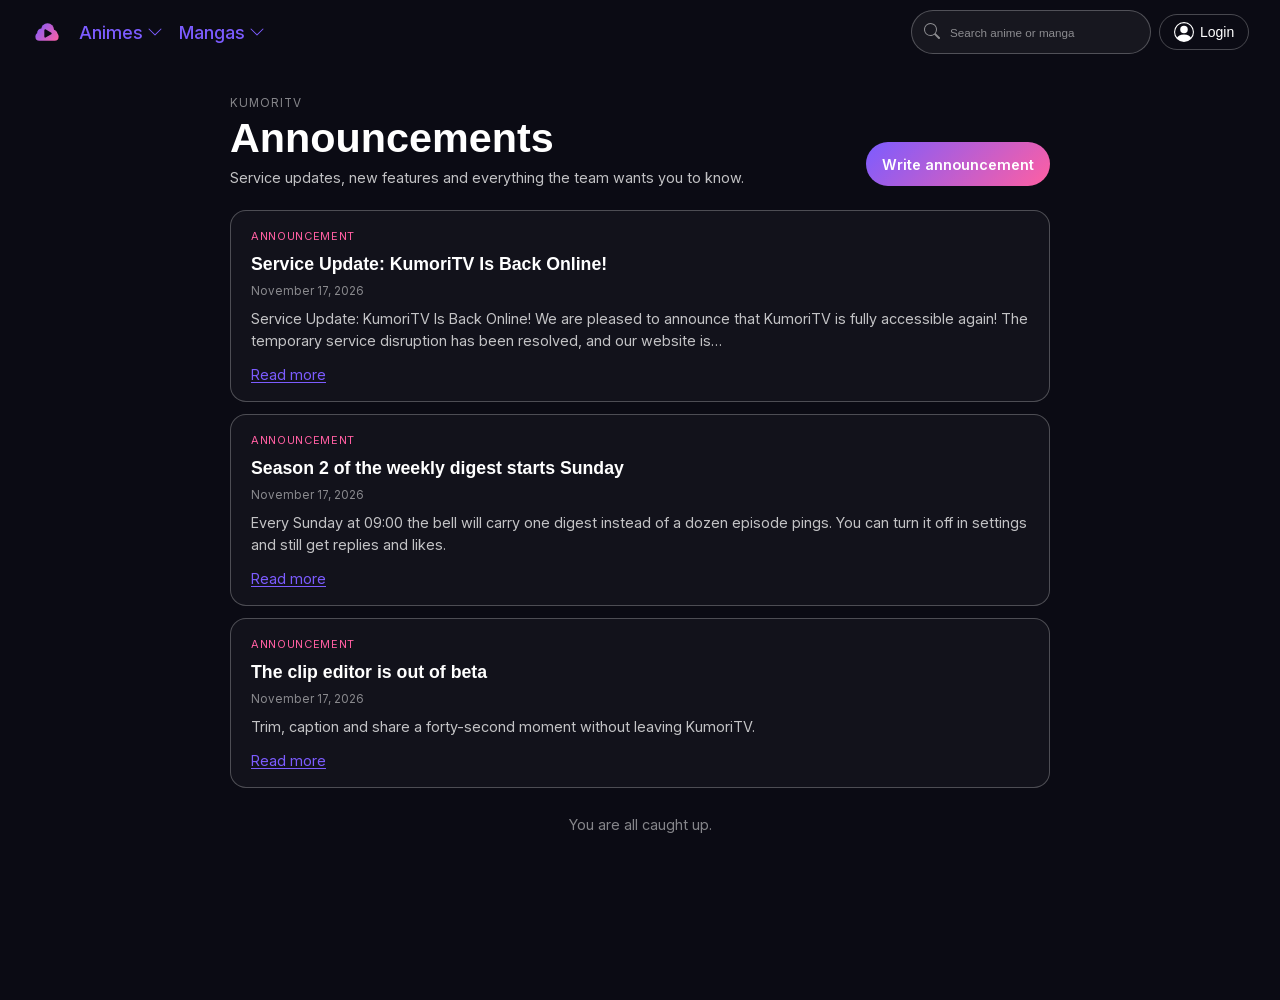 Animes
Mangas
Search anime or manga
Login
KUMORITV
Announcements
Service updates, new features and everything the team wants you to know.
Write announcement
ANNOUNCEMENT
Service Update: KumoriTV Is Back Online!
November 17, 2026
Service Update: KumoriTV Is Back Online! We are pleased to announce that KumoriTV is fully accessible again! The
temporary service disruption has been resolved, and our website is…
Read more
ANNOUNCEMENT
Season 2 of the weekly digest starts Sunday
November 17, 2026
Every Sunday at 09:00 the bell will carry one digest instead of a dozen episode pings. You can turn it off in settings
and still get replies and likes.
Read more
ANNOUNCEMENT
The clip editor is out of beta
November 17, 2026
Trim, caption and share a forty-second moment without leaving KumoriTV.
Read more
You are all caught up.